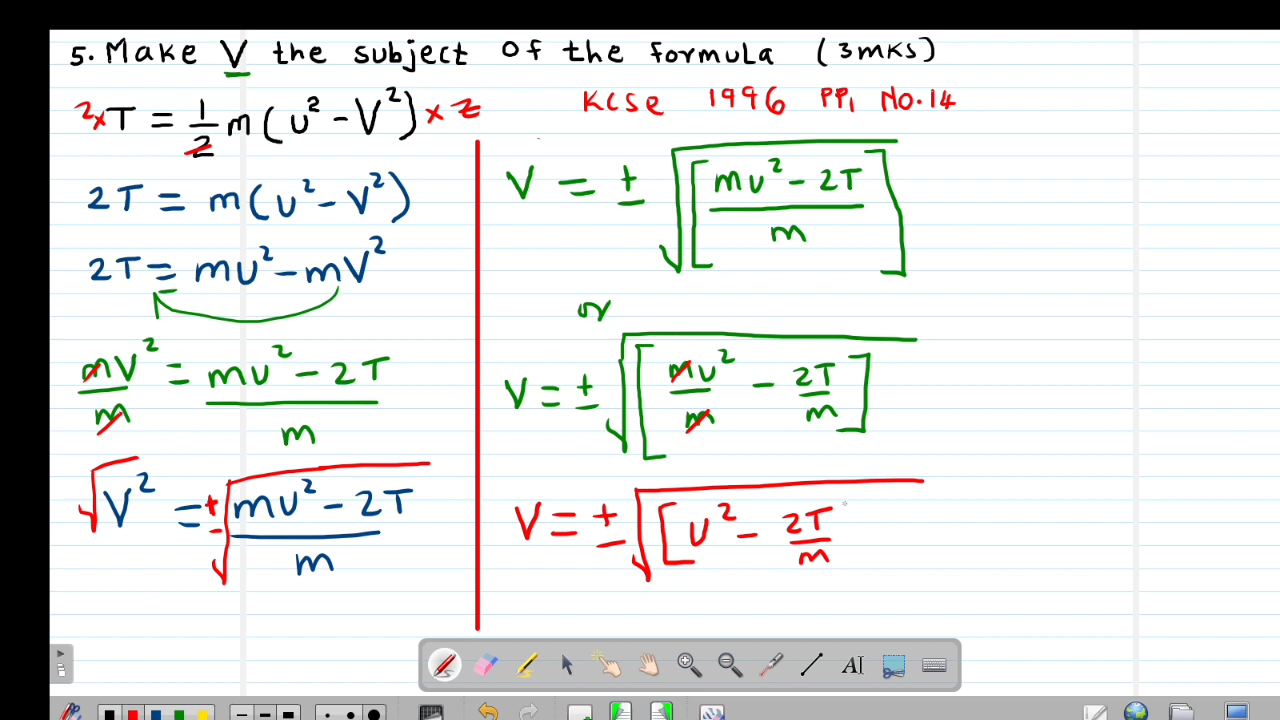 5. Make V the subject of the formula (3mks)
KCSE 1996 PP1 No.14
2× T = 1/2 m(u² - V²) × 2
2T = m(u² - V²)
2T = mu² - mV²
mV²/m = (mu² - 2T)/m
√V² = ±√(mu² - 2T)/m
V = ±√[(mu² - 2T)/m]
or
V = ±√[mu²/m - 2T/m]
V = ±√[u² - 2T/m
AI